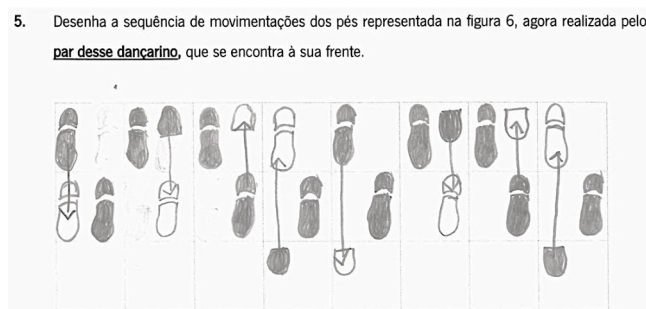 5. Desenha a sequência de movimentações dos pés representada na figura 6, agora realizada pelo
par desse dançarino, que se encontra à sua frente.